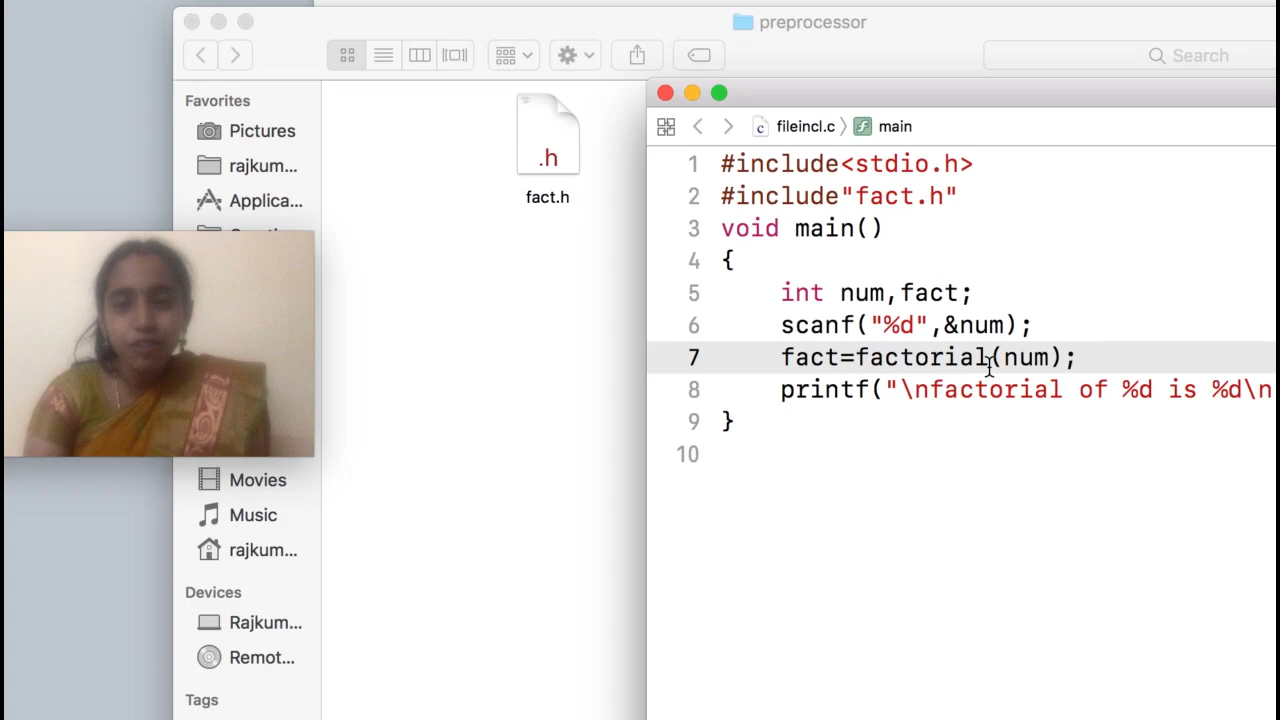 preprocessor
Search
Favorites
Pictures
rajkum...
Applica...
Movies
Music
rajkum...
Devices
Rajkum...
Remot...
Tags
.h
fact.h
c fileincl.c 〉 f main
1 #include<stdio.h>
2 #include"fact.h"
3 void main()
4 {
5 int num,fact;
6 scanf("%d",&num);
7 fact=factorial(num);
8 printf("\nfactorial of %d is %d\n
9 }
10